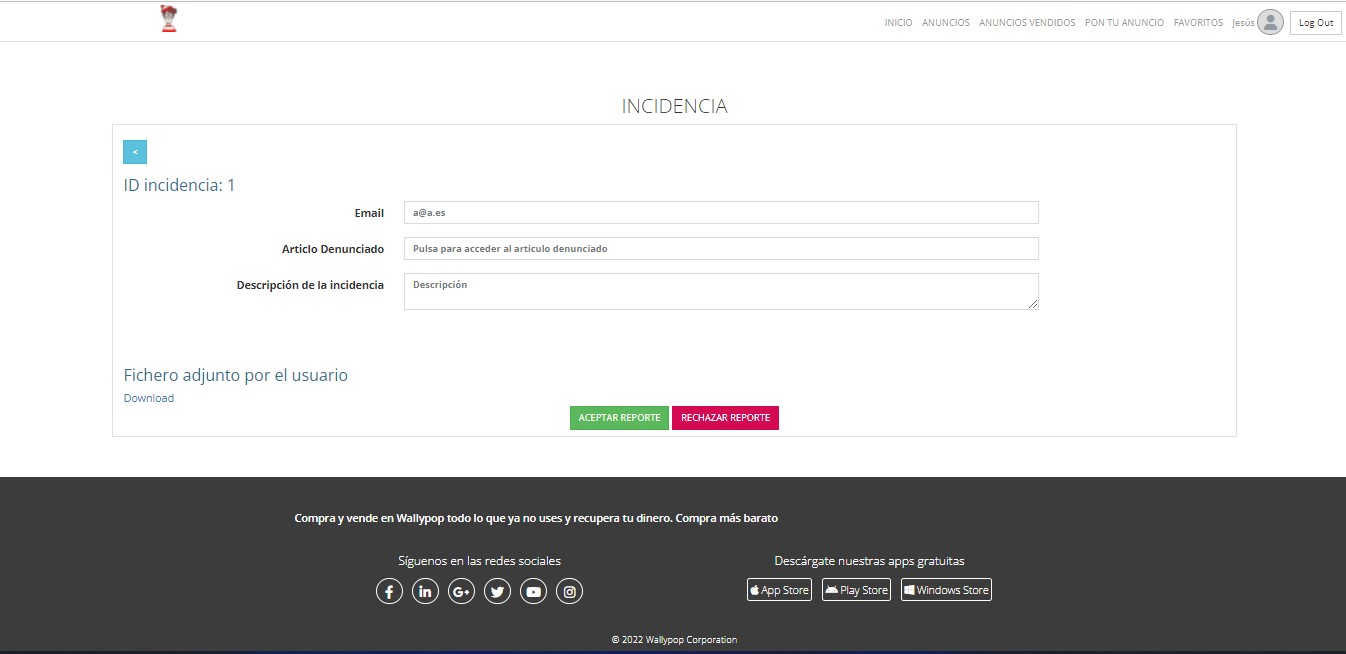 INICIO ANUNCIOS ANUNCIOS VENDIDOS PON TU ANUNCIO FAVORITOS Jesús Log Out
INCIDENCIA
<
ID incidencia: 1
Email a@a.es
Articlo Denunciado Pulsa para acceder al artículo denunciado
Descripción de la incidencia Descripción
Fichero adjunto por el usuario
Download
ACEPTAR REPORTE RECHAZAR REPORTE
Compra y vende en Wallypop todo lo que ya no uses y recupera tu dinero. Compra más barato
Síguenos en las redes sociales Descárgate nuestras apps gratuitas
App Store Play Store Windows Store
© 2022 Wallypop Corporation